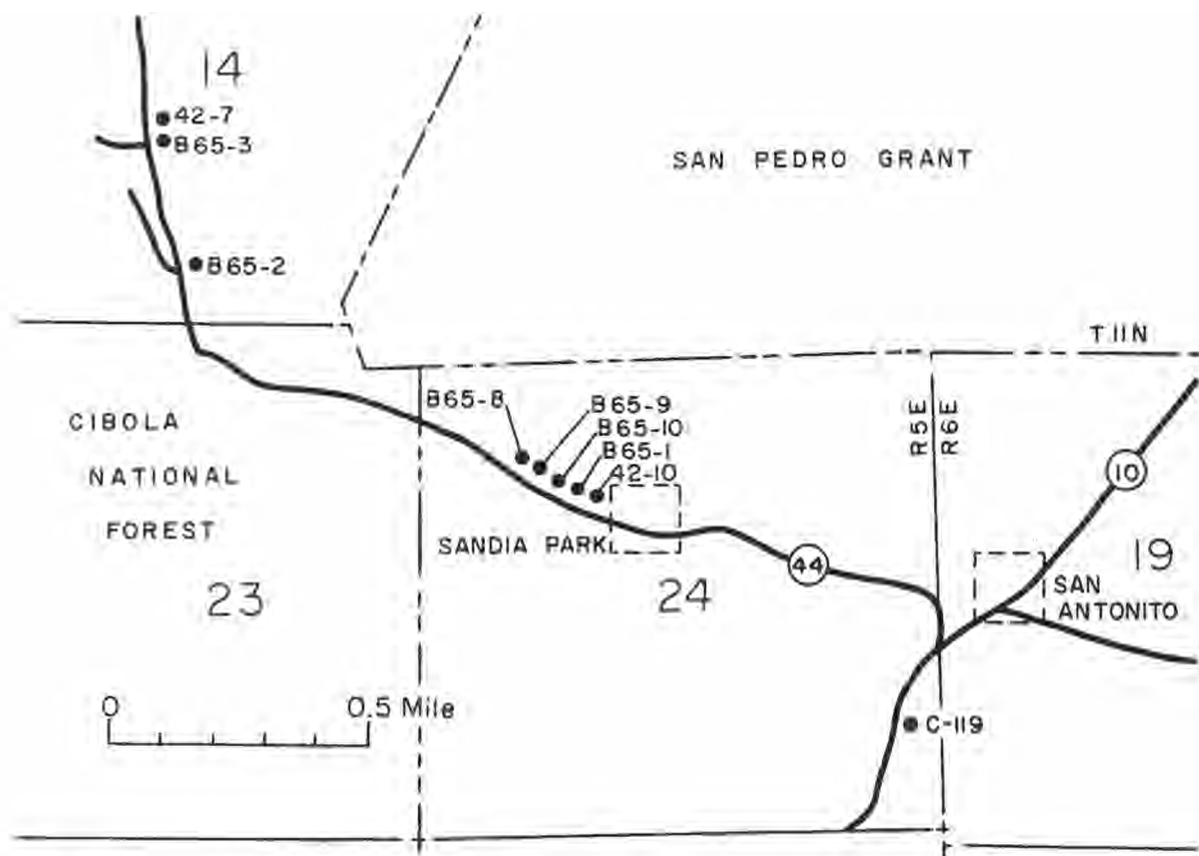 14
42-7
B65-3
SAN PEDRO GRANT
B65-2
T.11N
B65-8
B65-9
B65-10
B65-1
42-10
R5E
R6E
CIBOLA
NATIONAL
FOREST
10
SANDIA PARK
44
19
SAN
ANTONITO
23
24
0
0.5 Mile
C-119